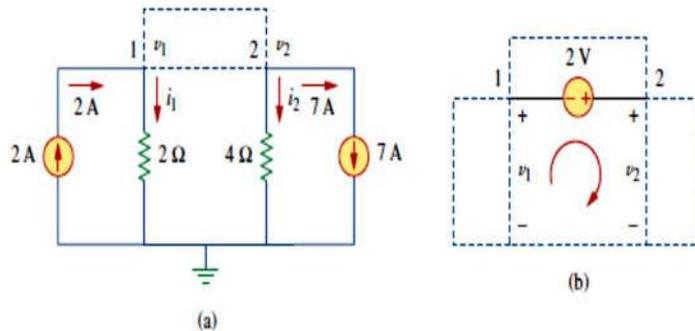 1 v₁ 2 v₂
2 A i₁ i₂ 7 A
2 A 2 Ω 4 Ω 7 A
(a)
2 V
1 - + 2
+ +
v₁ v₂
– –
(b)